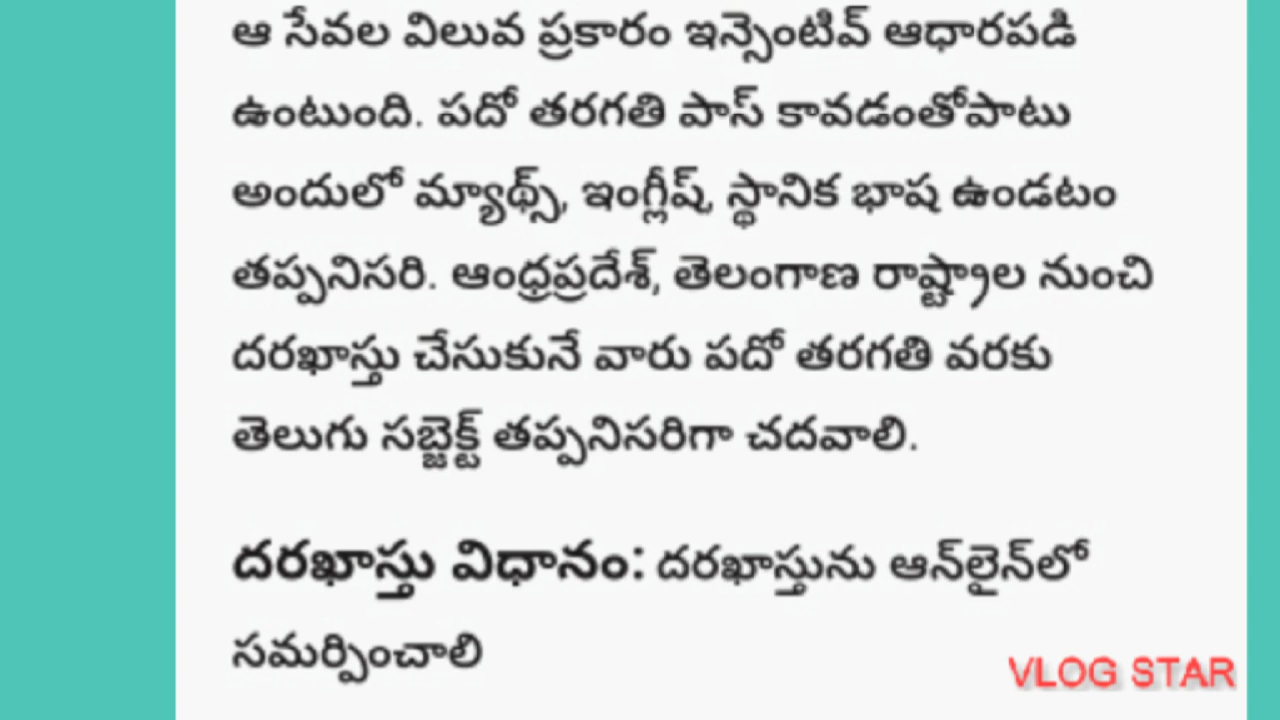 ఆ సేవల విలువ ప్రకారం ఇన్సెంటివ్ ఆధారపడి
ఉంటుంది. పదో తరగతి పాస్ కావడంతోపాటు
అందులో మ్యాథ్స్, ఇంగ్లీష్, స్థానిక భాష ఉండటం
తప్పనిసరి. ఆంధ్రప్రదేశ్, తెలంగాణ రాష్ట్రాల నుంచి
దరఖాస్తు చేసుకునే వారు పదో తరగతి వరకు
తెలుగు సబ్జెక్ట్ తప్పనిసరిగా చదవాలి.
దరఖాస్తు విధానం: దరఖాస్తును ఆన్‌లైన్‌లో
సమర్పించాలి
VLOG STAR